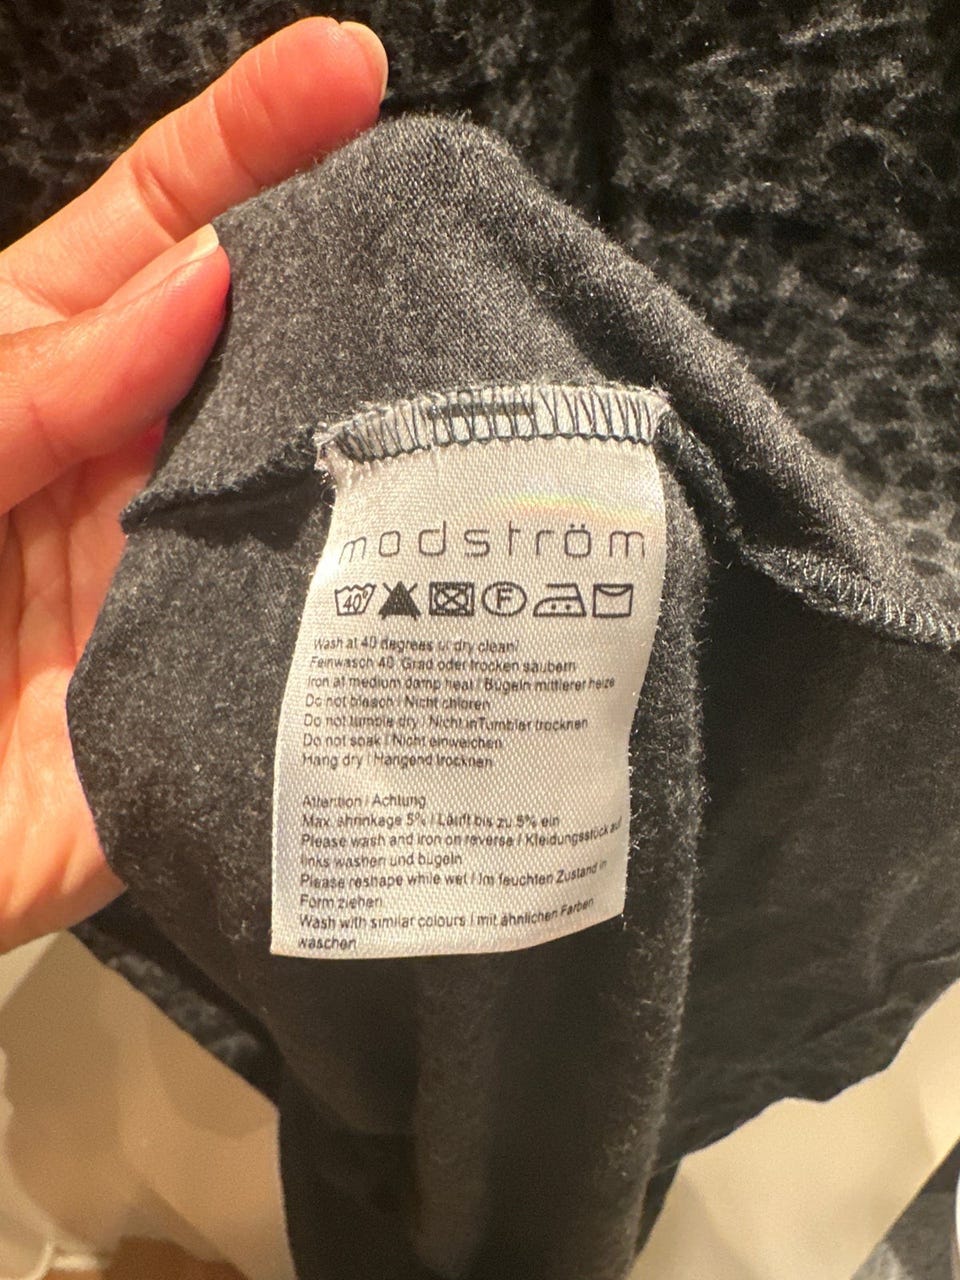 modström
40° F
Wash at 40 degrees or dry clean/
Feinwasch 40 Grad oder trocken säubern
Iron at medium damp heat / Bügeln mittlerer heize
Do not bleach / Nicht chloren
Do not tumble dry / Nicht inTumbler trocknen
Do not soak / Nicht einweichen
Hang dry / Hangend trocknen
Attention / Achtung
Max. shrinkage 5% / Läuft bis zu 5% ein
Please wash and iron on reverse / Kleidungsstück auf
links washen und bügeln
Please reshape while wet / Im feuchten Zustand in
Form ziehen
Wash with similar colours / mit ähnlichen Farben
waschen